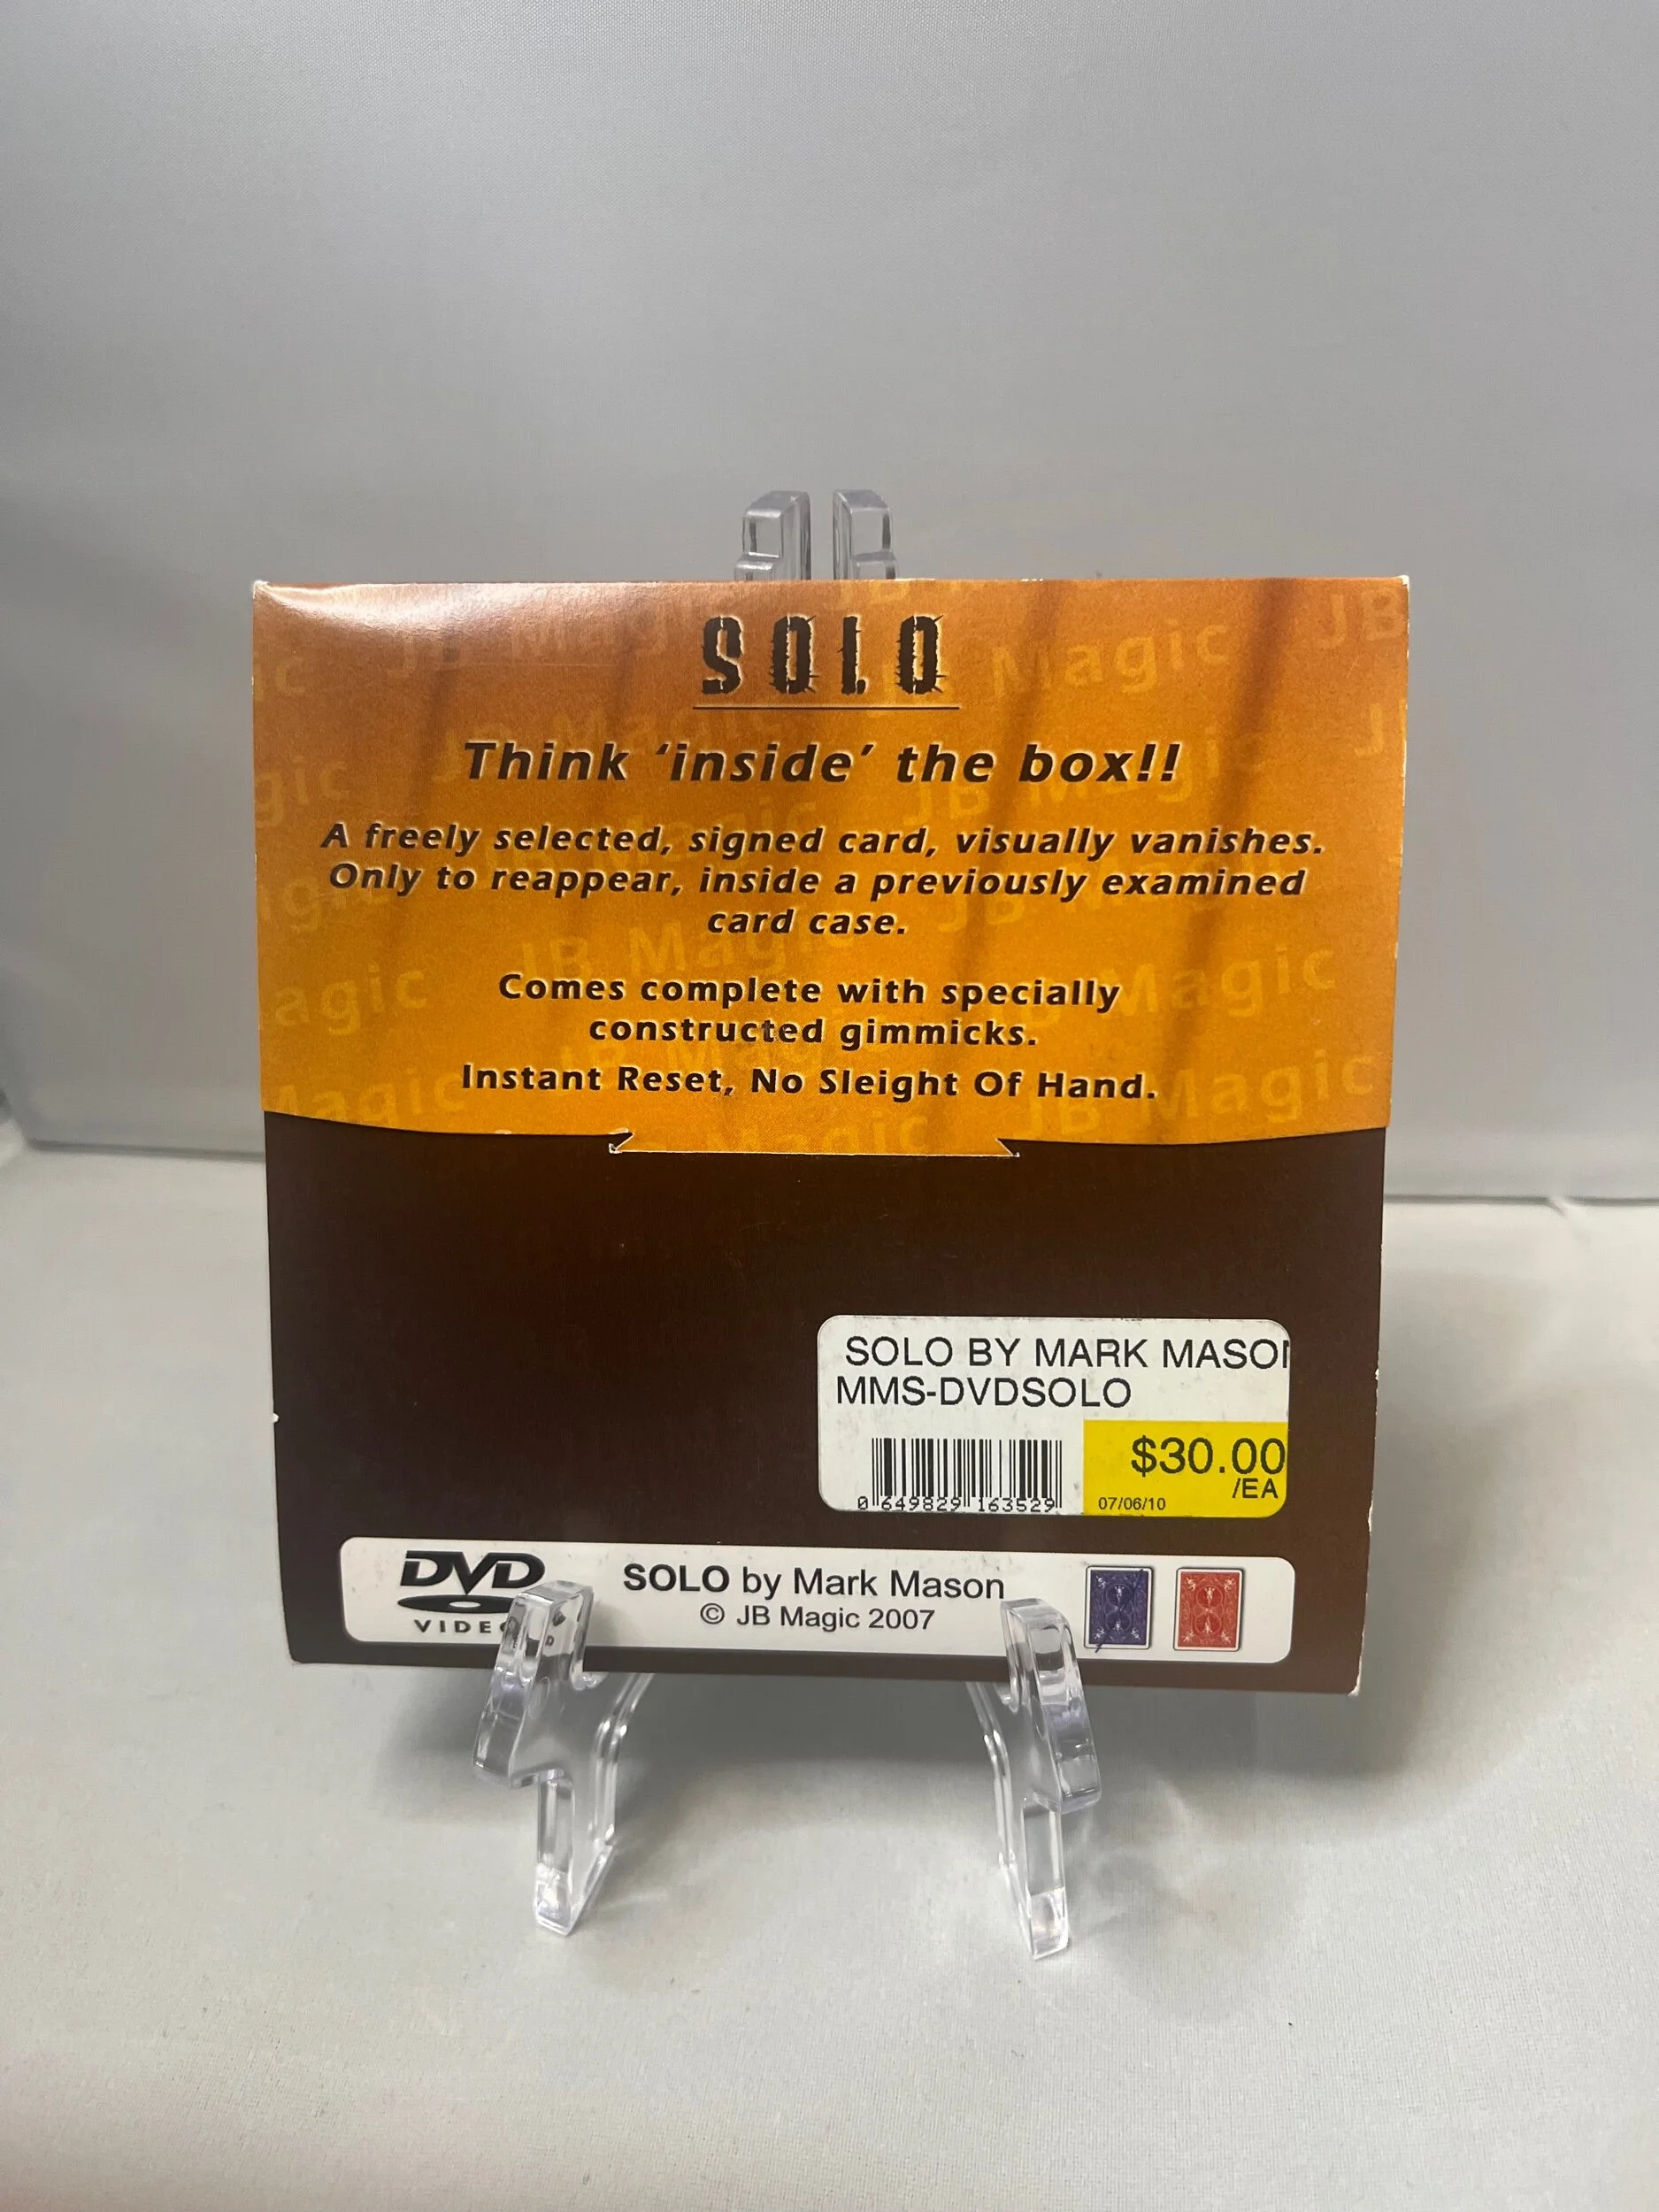 SOLO
Think ‘inside’ the box!!
A freely selected, signed card, visually vanishes.
Only to reappear, inside a previously examined
card case.
Comes complete with specially
constructed gimmicks.
Instant Reset, No Sleight Of Hand.
SOLO BY MARK MASON
MMS-DVDSOLO
$30.00
/EA
0 649829 163529
07/06/10
DVD
VIDEO
SOLO by Mark Mason
© JB Magic 2007